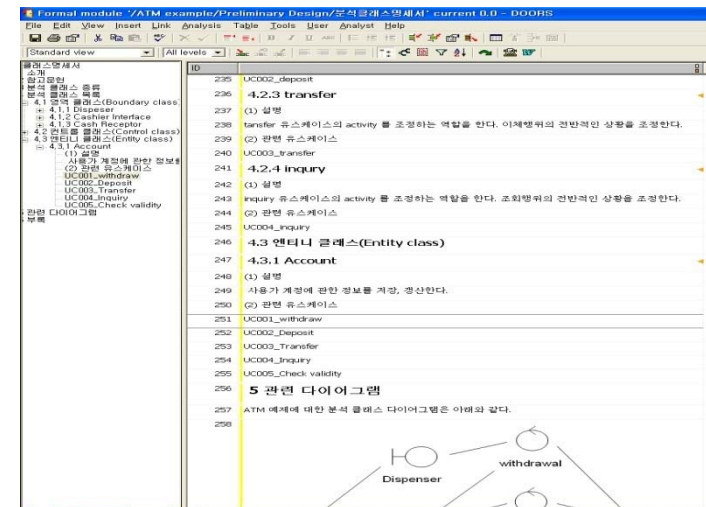 Formal module '/ATM example/Preliminary Design/분석클래스명세서' current 0.0 - DOORS
File Edit View Insert Link Analysis Table Tools User Analyst Help
Standard view
All levels
클래스명세서
소개
참고문헌
분석 클래스 종류
분석 클래스 목록
4.1 영역 클래스(Boundary class)
4.1.1 Dispeser
4.1.2 Cashier Interface
4.1.3 Cash Receptor
4.2 컨트롤 클래스(Control class)
4.3 엔티니 클래스(Entity class)
4.3.1 Account
(1) 설명
사용가 계정에 관한 정보를
(2) 관련 유스케이스
UC001_withdraw
UC002_Deposit
UC003_Transfer
UC004_Inquiry
UC005_Check validity
관련 다이어그램
부록
ID
235 UC002_deposit
236 4.2.3 transfer
237 (1) 설명
238 tansfer 유스케이스의 activity 를 조정하는 역할을 한다. 이체행위의 전반적인 상황을 조정한다.
239 (2) 관련 유스케이스
240 UC003_transfer
241 4.2.4 inqury
242 (1) 설명
243 inquiry 유스케이스의 activity 를 조정하는 역할을 한다. 조회행위의 전반적인 상황을 조정한다.
244 (2) 관련 유스케이스
245 UC004_inquiry
246 4.3 엔티니 클래스(Entity class)
247 4.3.1 Account
248 (1) 설명
249 사용가 계정에 관한 정보를 저장, 갱신한다.
250 (2) 관련 유스케이스
251 UC001_withdraw
252 UC002_Deposit
253 UC003_Transfer
254 UC004_Inquiry
255 UC005_Check validity
256 5 관련 다이어그램
257 ATM 예제에 대한 분석 클래스 다이어그램은 아래와 같다.
258
withdrawal
Dispenser